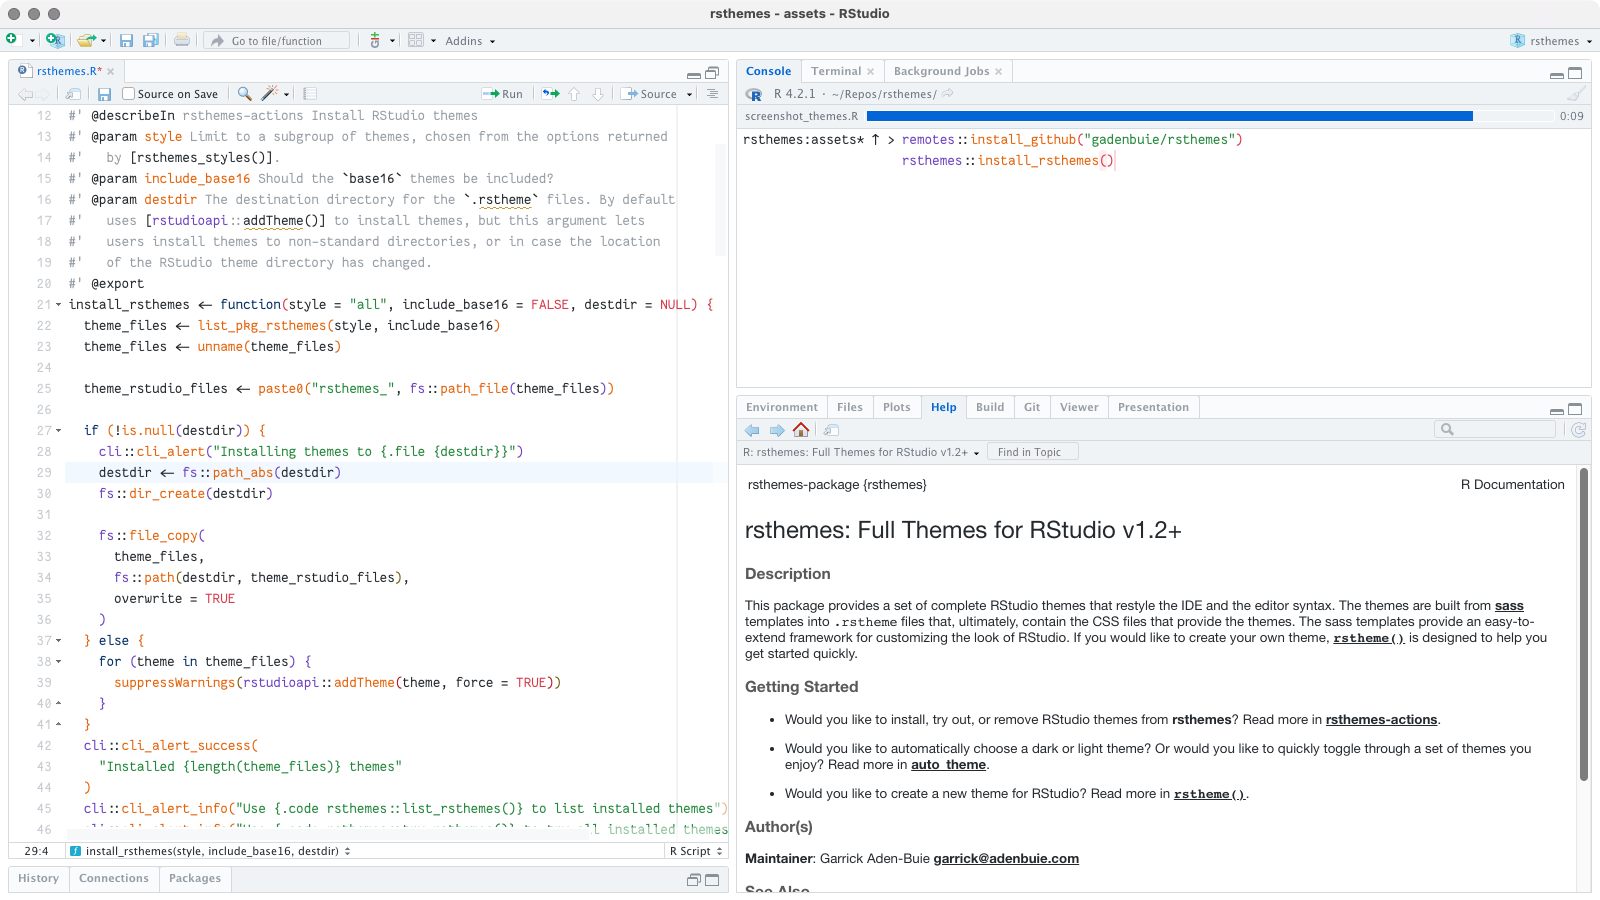 rsthemes - assets - RStudio
Go to file/function
Addins
rsthemes
rsthemes.R*
Source on Save
Run
Source
12 #' @describeIn rsthemes-actions Install RStudio themes
13 #' @param style Limit to a subgroup of themes, chosen from the options returned
14 #'   by [rsthemes_styles()].
15 #' @param include_base16 Should the `base16` themes be included?
16 #' @param destdir The destination directory for the `.rstheme` files. By default
17 #'   uses [rstudioapi::addTheme()] to install themes, but this argument lets
18 #'   users install themes to non-standard directories, or in case the location
19 #'   of the RStudio theme directory has changed.
20 #' @export
21 install_rsthemes <- function(style = "all", include_base16 = FALSE, destdir = NULL) {
22   theme_files <- list_pkg_rsthemes(style, include_base16)
23   theme_files <- unname(theme_files)
24
25   theme_rstudio_files <- paste0("rsthemes_", fs::path_file(theme_files))
26
27   if (!is.null(destdir)) {
28     cli::cli_alert("Installing themes to {.file {destdir}}")
29     destdir <- fs::path_abs(destdir)
30     fs::dir_create(destdir)
31
32     fs::file_copy(
33       theme_files,
34       fs::path(destdir, theme_rstudio_files),
35       overwrite = TRUE
36     )
37   } else {
38     for (theme in theme_files) {
39       suppressWarnings(rstudioapi::addTheme(theme, force = TRUE))
40     }
41   }
42   cli::cli_alert_success(
43     "Installed {length(theme_files)} themes"
44   )
45   cli::cli_alert_info("Use {.code rsthemes::list_rsthemes()} to list installed themes")
46 installed themes
29:4
install_rsthemes(style, include_base16, destdir)
R Script
History Connections Packages
Console Terminal Background Jobs
R 4.2.1 · ~/Repos/rsthemes/
screenshot_themes.R
0:09
rsthemes:assets* ↑ > remotes::install_github("gadenbuie/rsthemes")
rsthemes::install_rsthemes()
Environment Files Plots Help Build Git Viewer Presentation
R: rsthemes: Full Themes for RStudio v1.2+
Find in Topic
rsthemes-package {rsthemes}
R Documentation
rsthemes: Full Themes for RStudio v1.2+
Description
This package provides a set of complete RStudio themes that restyle the IDE and the editor syntax. The themes are built from sass
templates into .rstheme files that, ultimately, contain the CSS files that provide the themes. The sass templates provide an easy-to-
extend framework for customizing the look of RStudio. If you would like to create your own theme, rstheme() is designed to help you
get started quickly.
Getting Started
• Would you like to install, try out, or remove RStudio themes from rsthemes? Read more in rsthemes-actions.
• Would you like to automatically choose a dark or light theme? Or would you like to quickly toggle through a set of themes you
enjoy? Read more in auto_theme.
• Would you like to create a new theme for RStudio? Read more in rstheme().
Author(s)
Maintainer: Garrick Aden-Buie garrick@adenbuie.com
See Also